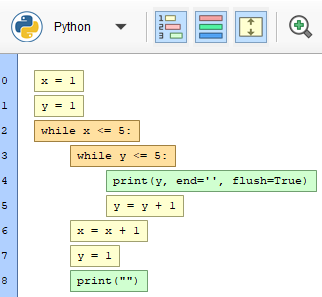 Python
0 x = 1
1 y = 1
2 while x <= 5:
3 while y <= 5:
4 print(y, end='', flush=True)
5 y = y + 1
6 x = x + 1
7 y = 1
8 print("")